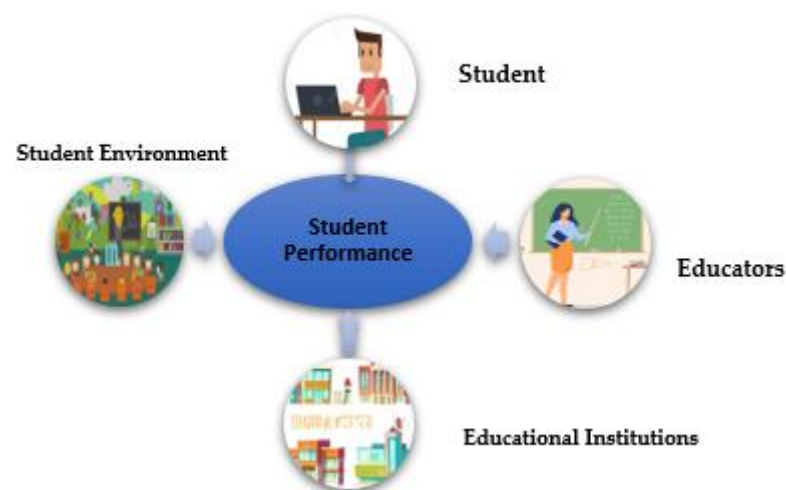 Student
Student Environment
Student
Performance
Educators
Educational Institutions